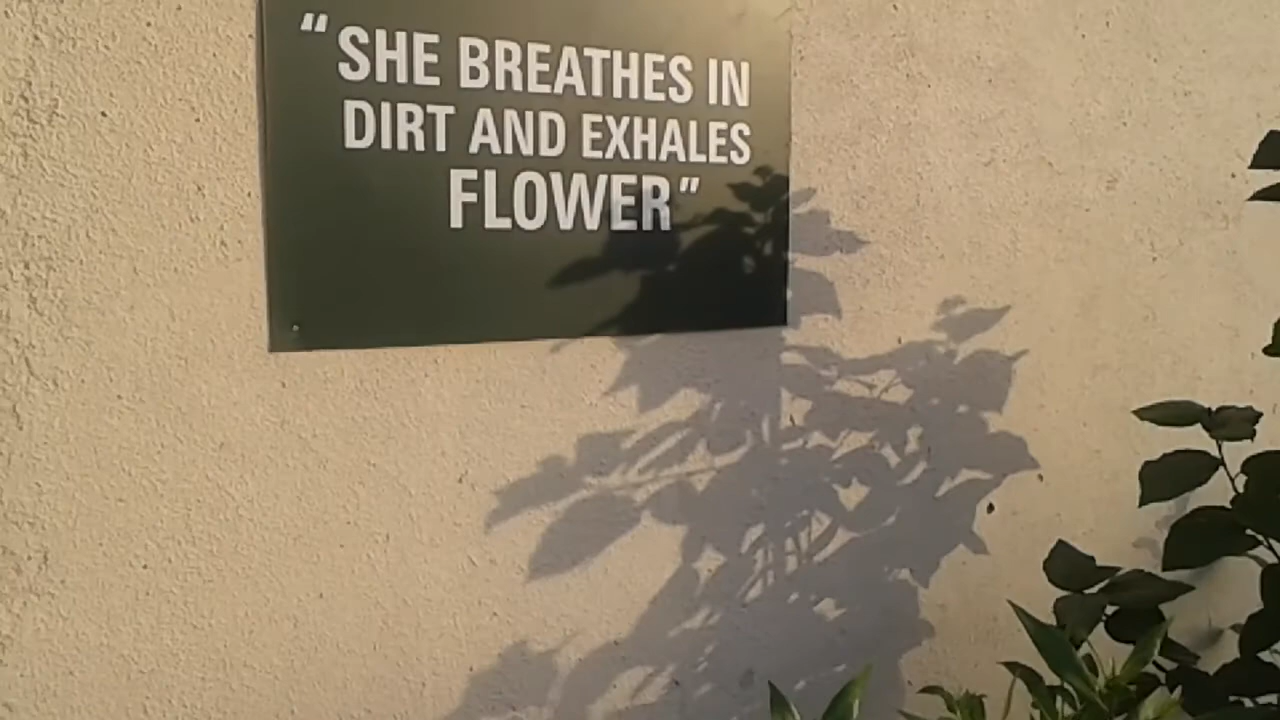 “SHE BREATHES IN
DIRT AND EXHALES
FLOWER”